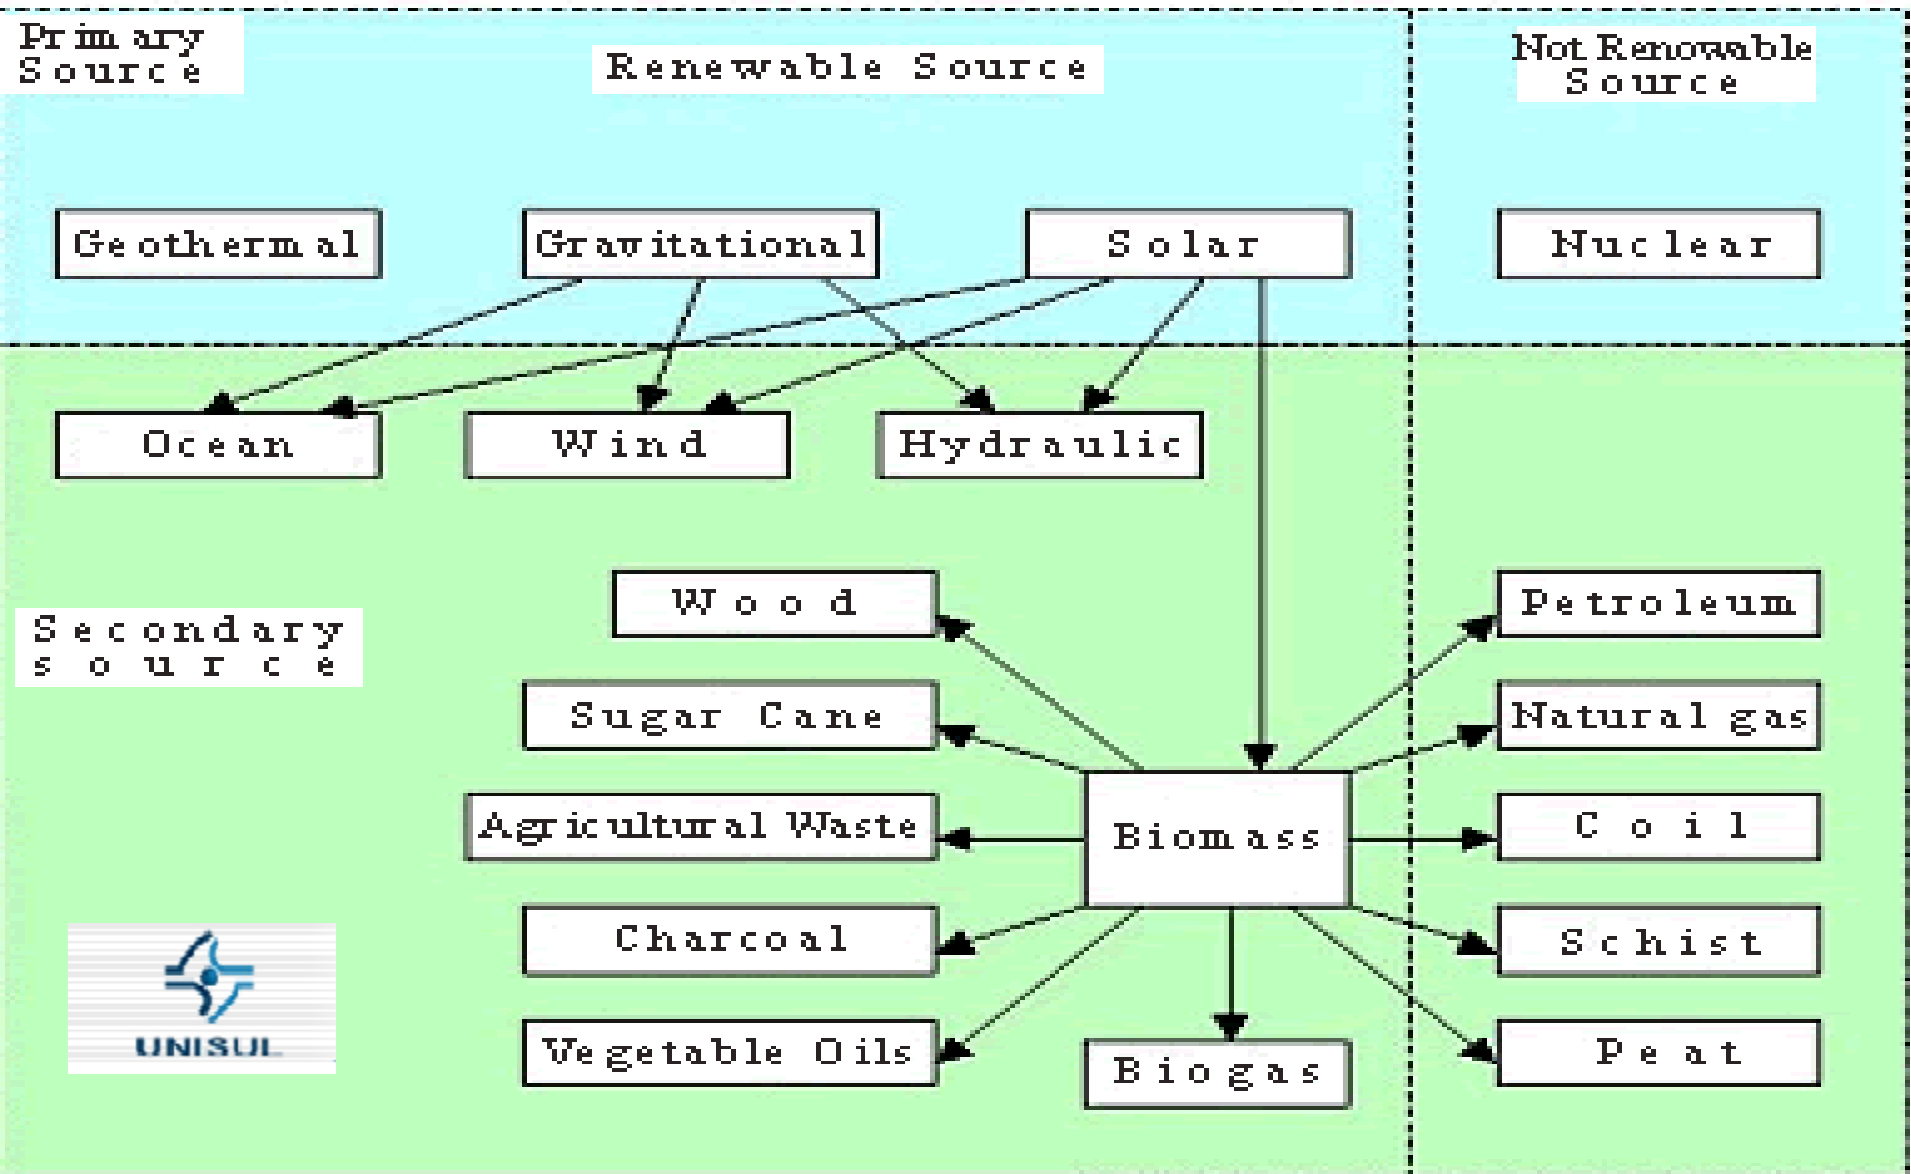 Primary
Source
Renewable Source
Not Renowable
Source
Geothermal
Gravitational
Solar
Nuclear
Ocean
Wind
Hydraulic
Secondary
source
Wood
Petroleum
Sugar Cane
Natural gas
Agricultural Waste
Biomass
Coil
Charcoal
Schist
Vegetable Oils
Biogas
Peat
UNISUL